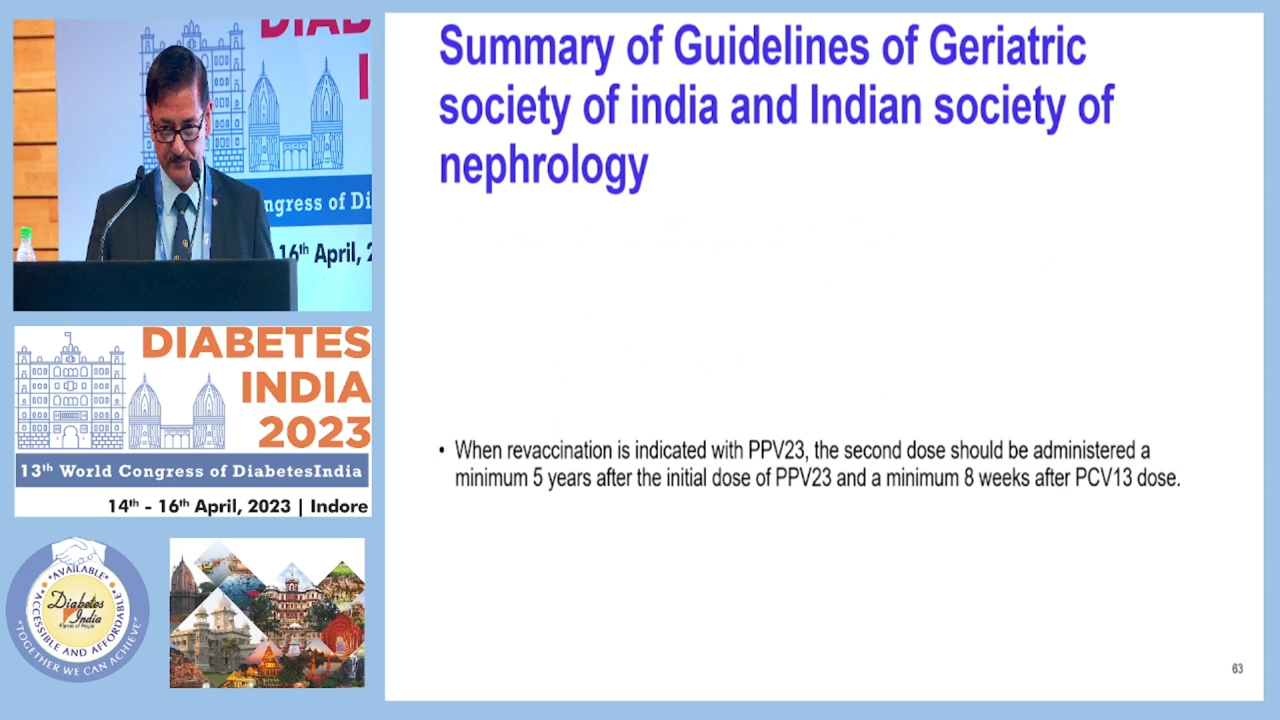 DIAB
I
ngress of Di
16th April, 2
DIABETES
INDIA
2023
13th World Congress of DiabetesIndia
14th - 16th April, 2023 | Indore
*AVAILABLE*
*ACCESSIBLE AND AFFORDABLE*
Diabetes
India
Flame of Hope
"TOGETHER WE CAN ACHIEVE"
Summary of Guidelines of Geriatric
society of india and Indian society of
nephrology
• When revaccination is indicated with PPV23, the second dose should be administered a
minimum 5 years after the initial dose of PPV23 and a minimum 8 weeks after PCV13 dose.
63